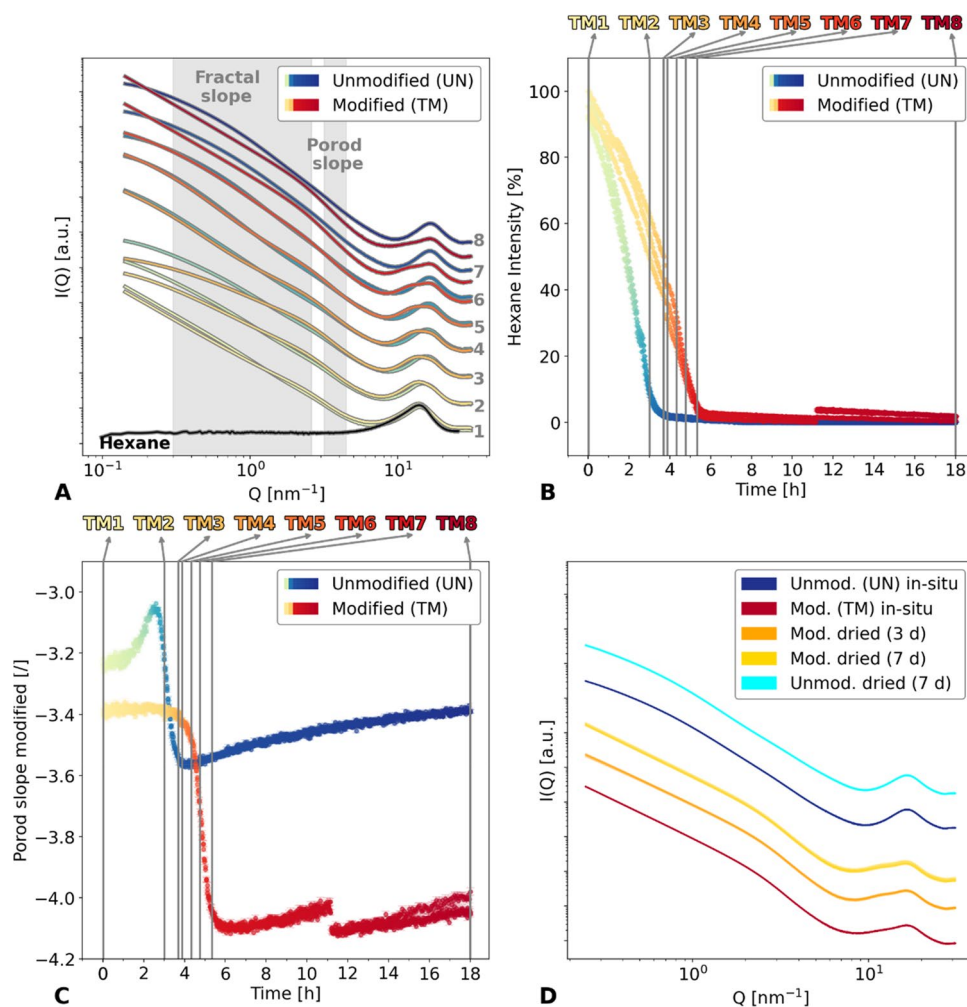 TM1 TM2 TM3 TM4 TM5 TM6 TM7 TM8
Fractal
slope
Unmodified (UN)
Modified (TM)
Porod
slope
I(Q) [a.u.]
8
7
6
5
4
3
2
1
Hexane
10⁻¹ 10⁰ 10¹
A
Q [nm⁻¹]
Unmodified (UN)
Modified (TM)
Hexane Intensity [%]
100
80
60
40
20
0
0 2 4 6 8 10 12 14 16 18
B
Time [h]
TM1 TM2 TM3 TM4 TM5 TM6 TM7 TM8
Unmodified (UN)
Modified (TM)
Porod slope modified [/]
−3.0
−3.2
−3.4
−3.6
−3.8
−4.0
−4.2
0 2 4 6 8 10 12 14 16 18
C
Time [h]
Unmod. (UN) in-situ
Mod. (TM) in-situ
Mod. dried (3 d)
Mod. dried (7 d)
Unmod. dried (7 d)
I(Q) [a.u.]
10⁰ 10¹
D
Q [nm⁻¹]